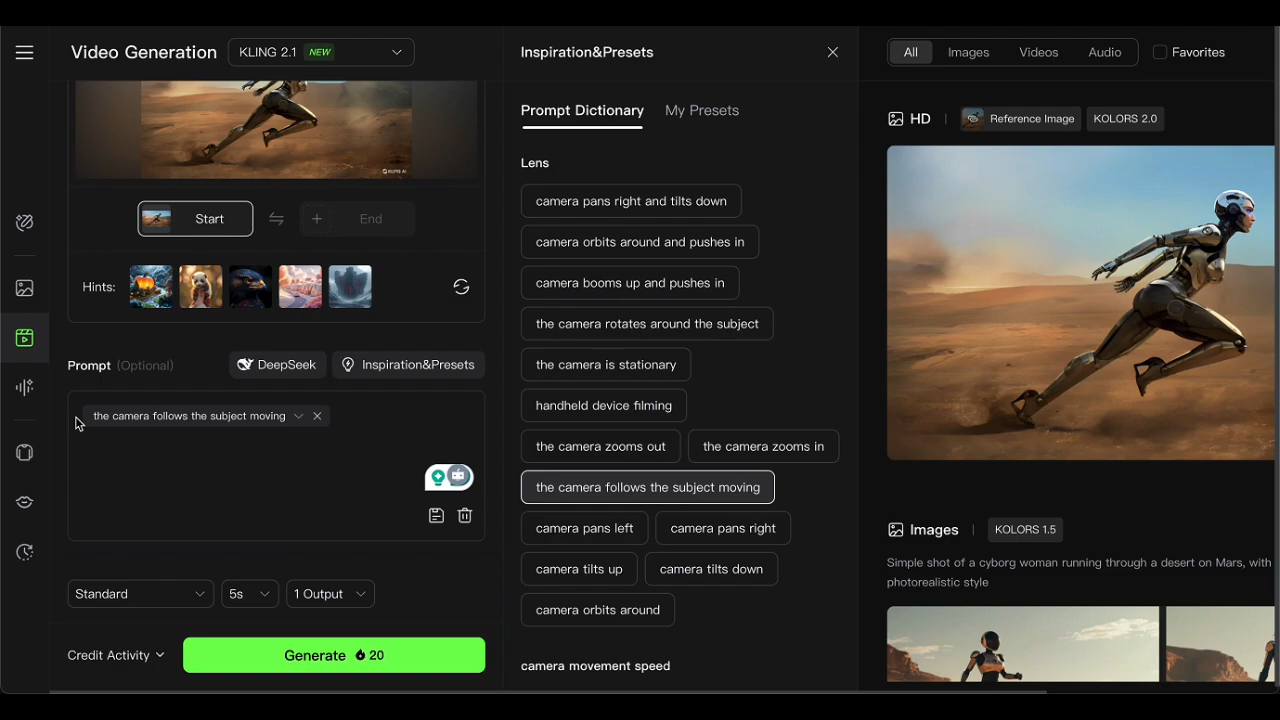 Video Generation
KLING 2.1 NEW
KLING AI
Start
End
Hints:
Prompt (Optional)
DeepSeek
Inspiration&Presets
the camera follows the subject moving
Standard
5s
1 Output
Credit Activity
Generate 20
Inspiration&Presets
Prompt Dictionary
My Presets
Lens
camera pans right and tilts down
camera orbits around and pushes in
camera booms up and pushes in
the camera rotates around the subject
the camera is stationary
handheld device filming
the camera zooms out
the camera zooms in
the camera follows the subject moving
camera pans left
camera pans right
camera tilts up
camera tilts down
camera orbits around
camera movement speed
All
Images
Videos
Audio
Favorites
HD
Reference Image
KOLORS 2.0
Images
KOLORS 1.5
Simple shot of a cyborg woman running through a desert on Mars, with
photorealistic style